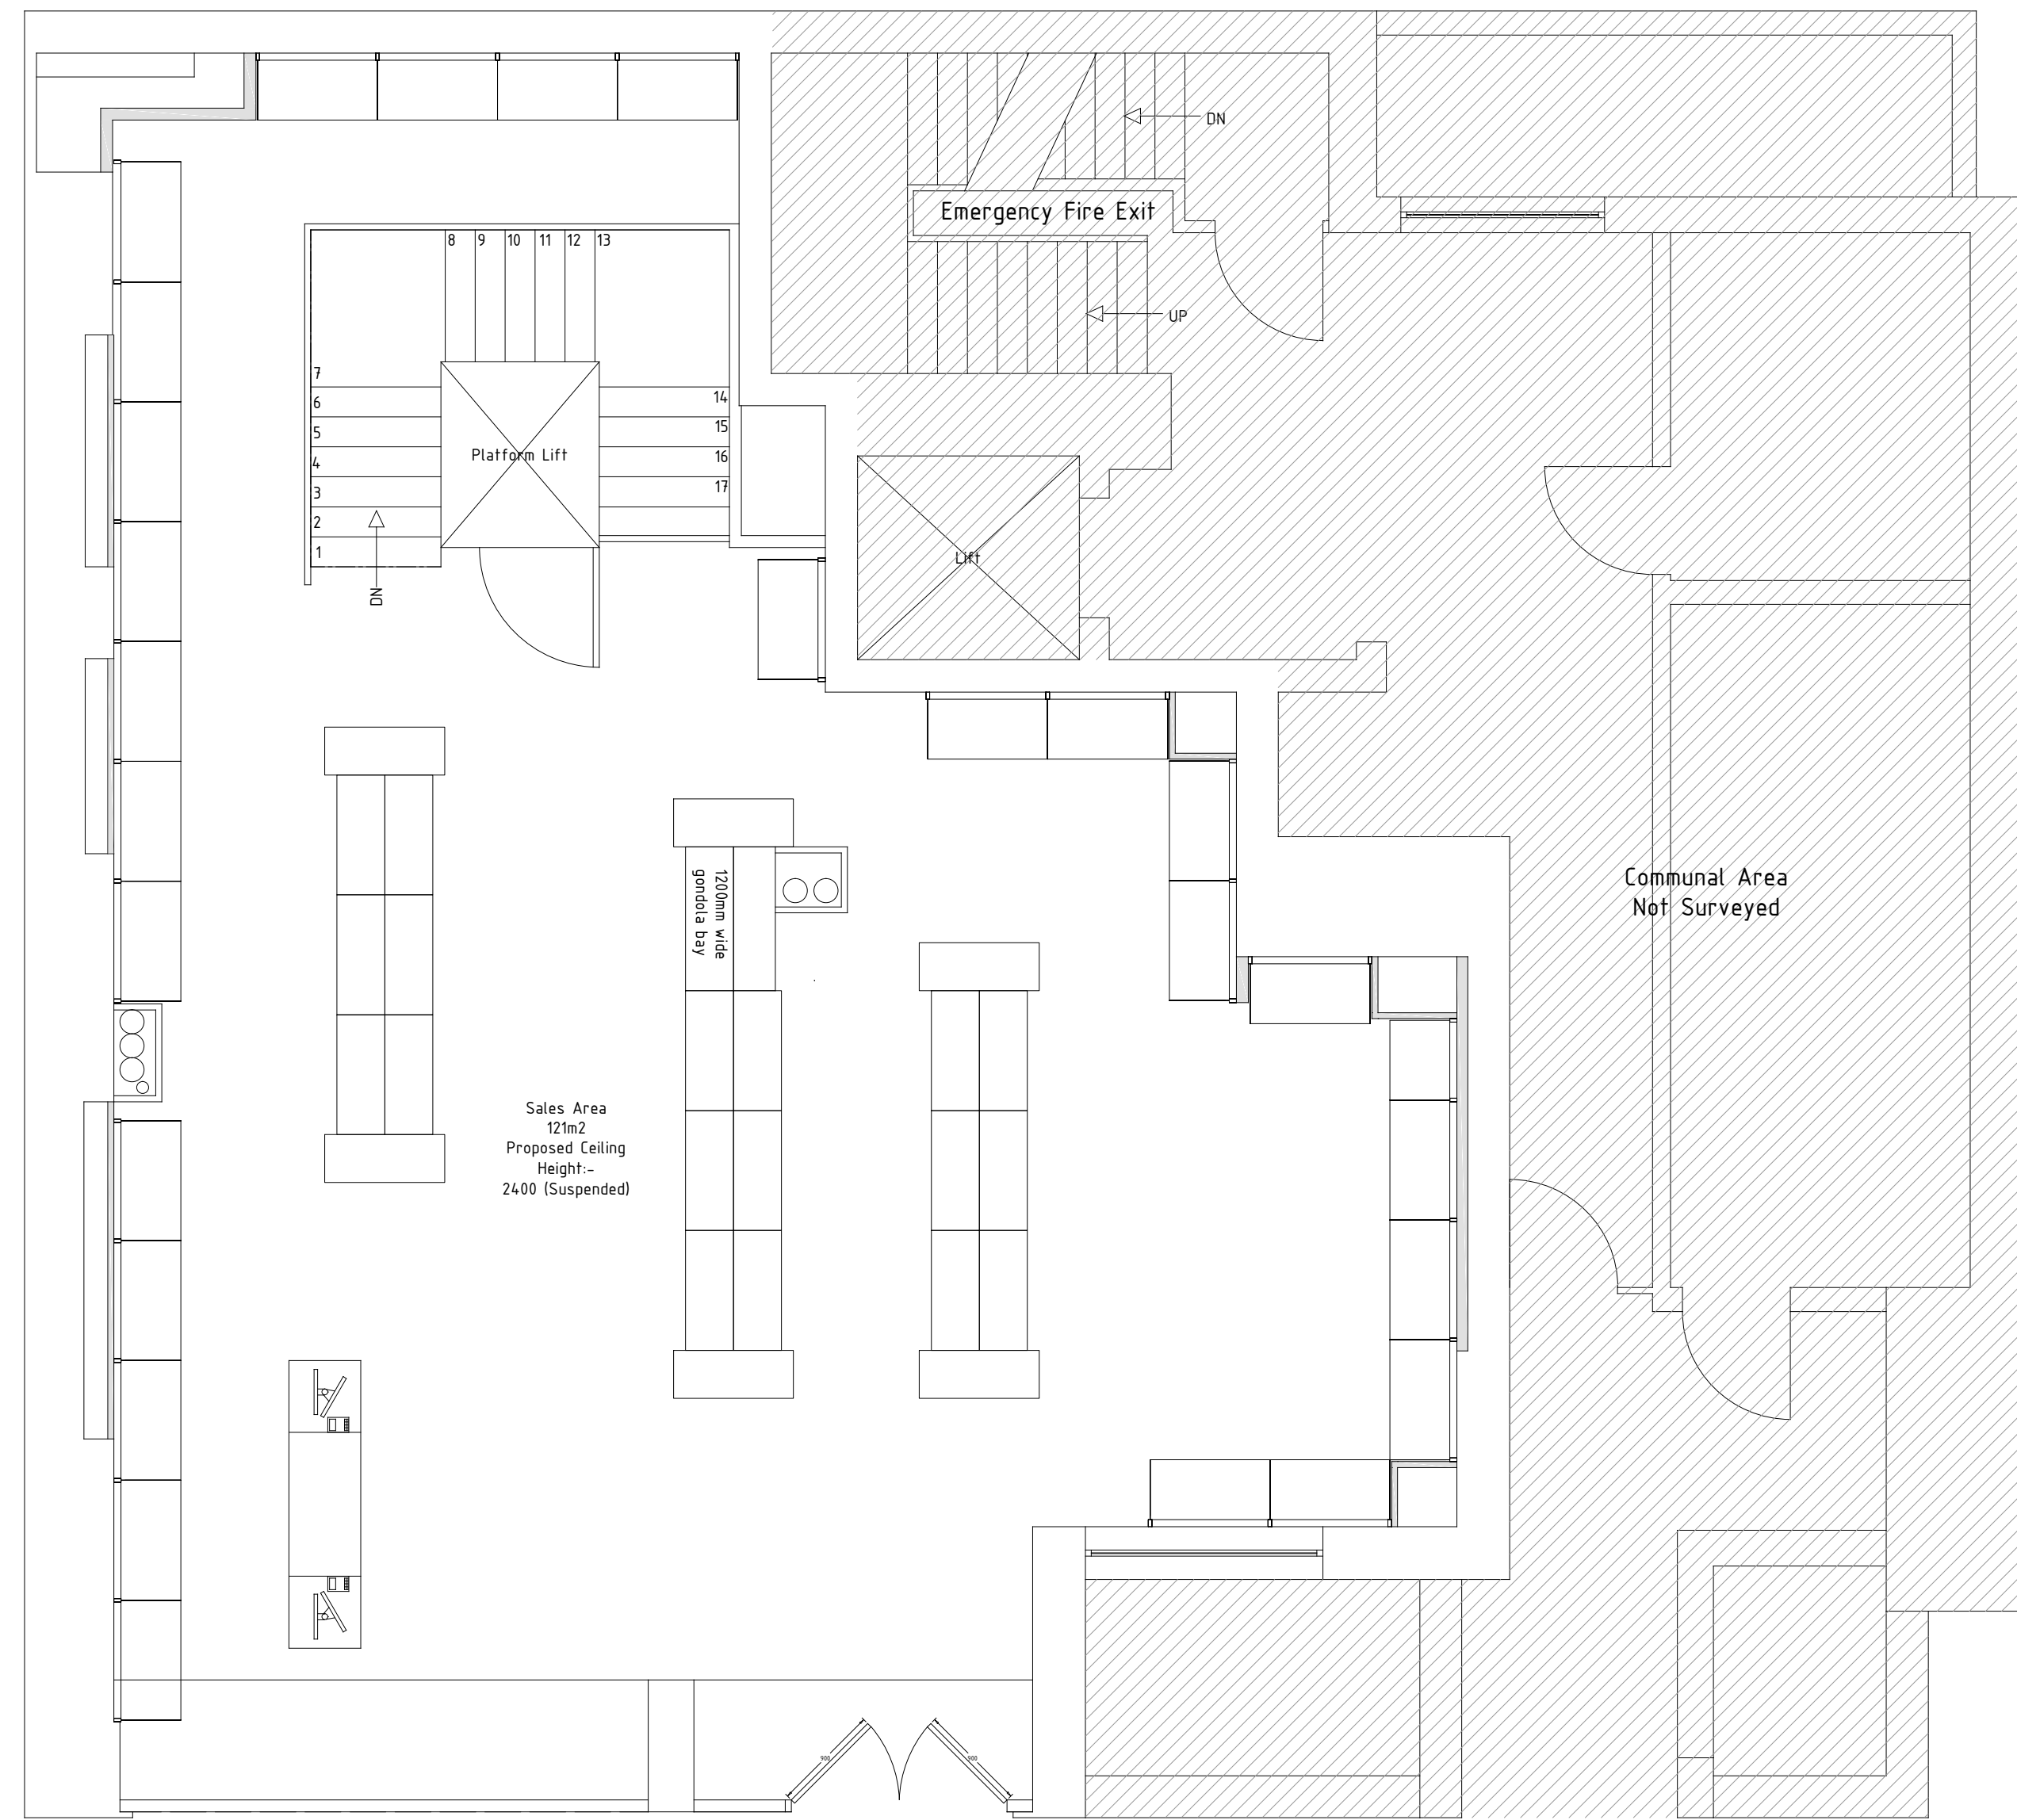 DN
Emergency Fire Exit
8 9 10 11 12 13
UP
7
6
5
4
3
2
1
14
15
16
17
Platform Lift
Lift
DN
1200mm wide
gondola bay
Communal Area
Not Surveyed
Sales Area
121m2
Proposed Ceiling
Height:-
2400 (Suspended)
900
900